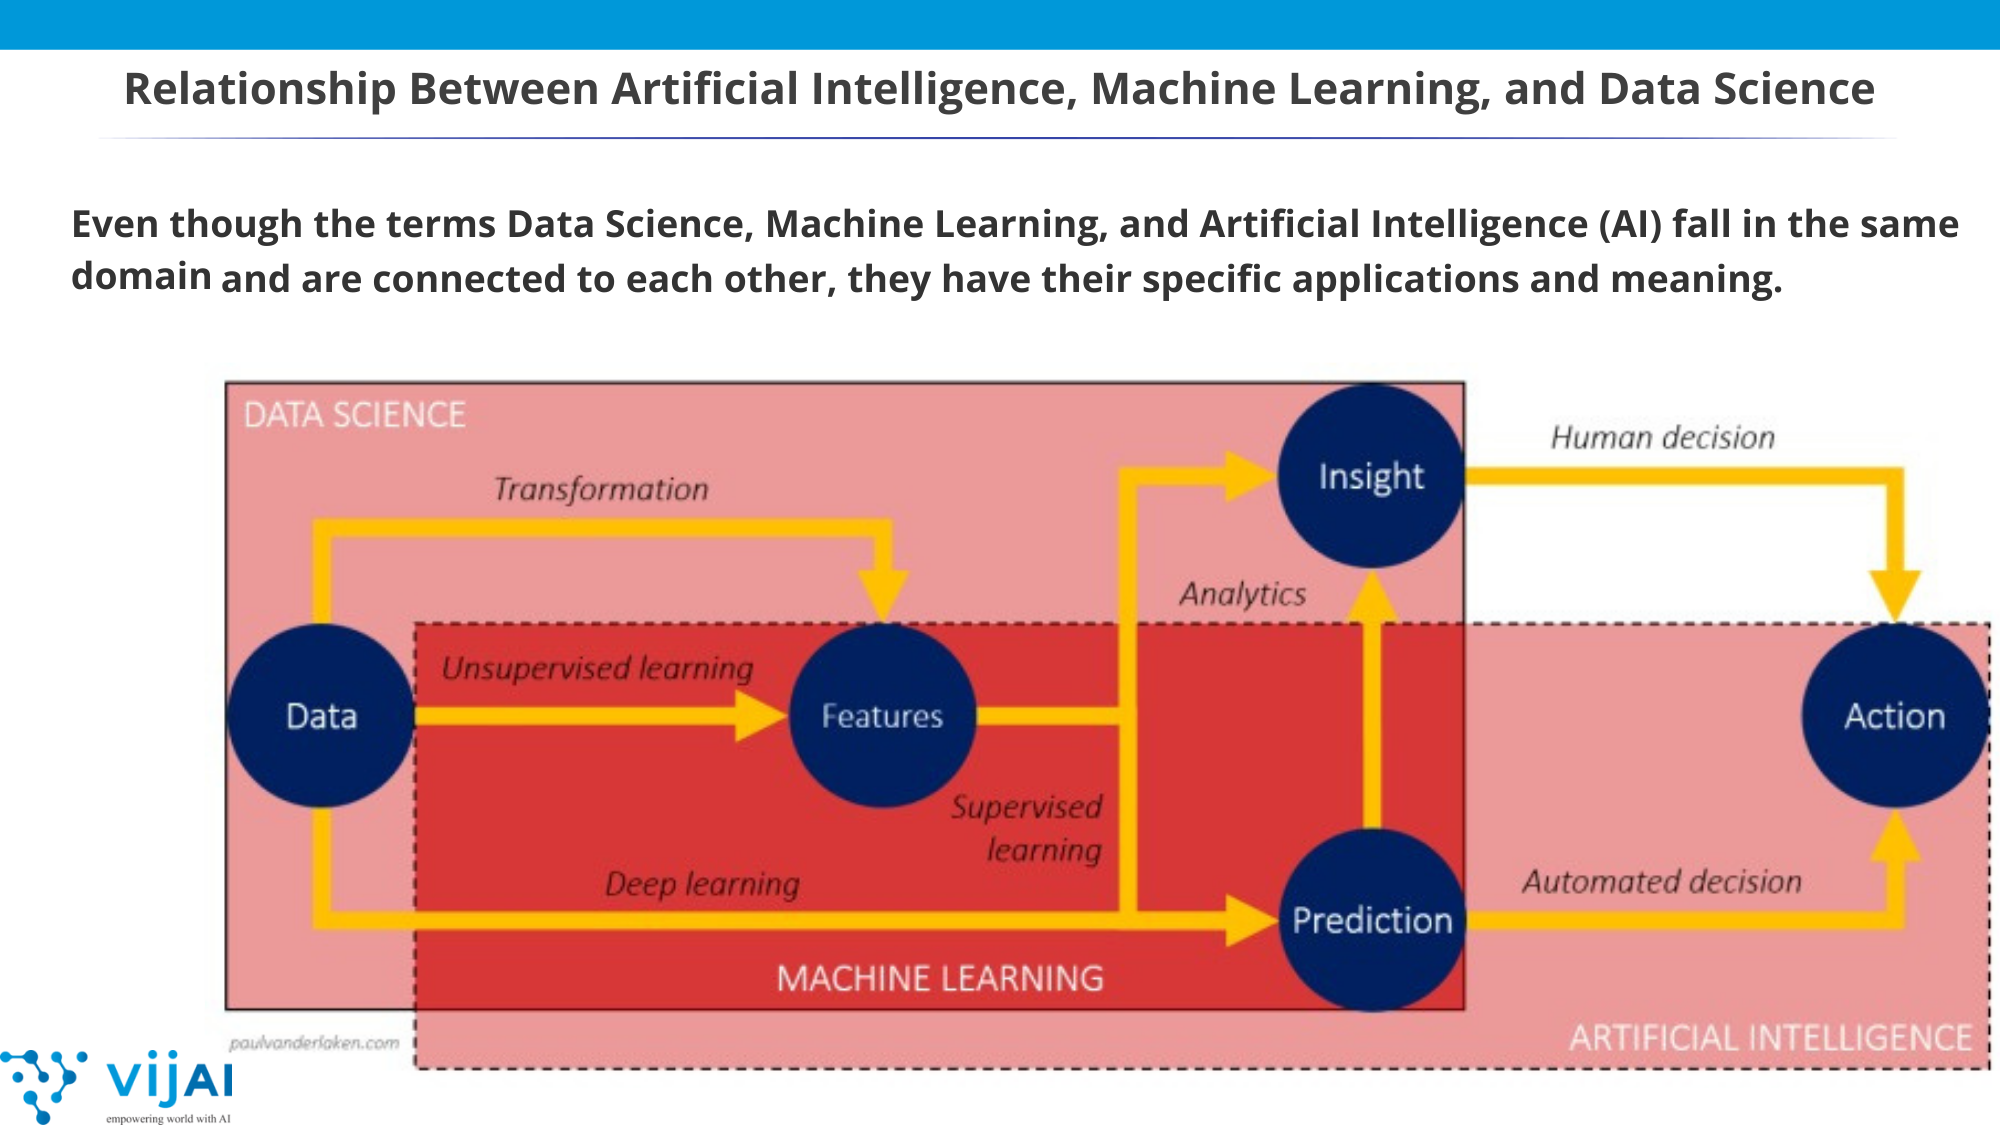 Relationship Between Artificial Intelligence, Machine Learning, and Data Science
Even though the terms Data Science, Machine Learning, and Artificial Intelligence (AI) fall in the same
domain and are connected to each other, they have their specific applications and meaning.
DATA SCIENCE
Human decision
Insight
Transformation
Analytics
Unsupervised learning
Data
Features
Action
Supervised
learning
Deep learning
Automated decision
Prediction
MACHINE LEARNING
ARTIFICIAL INTELLIGENCE
paulvanderlaken.com
vijAI
empowering world with AI